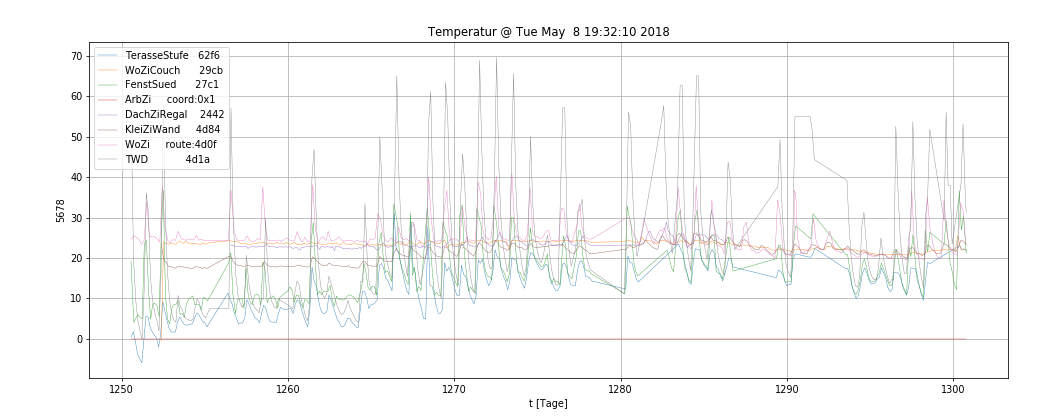 Temperatur @ Tue May  8 19:32:10 2018
70
60
50
40
30
20
10
0
5678
TerasseStufe 62f6
WoZiCouch 29cb
FenstSued 27c1
ArbZi coord:0x1
DachZiRegal 2442
KleiZiWand 4d84
WoZi route:4d0f
TWD 4d1a
1250 1260 1270 1280 1290 1300
t [Tage]